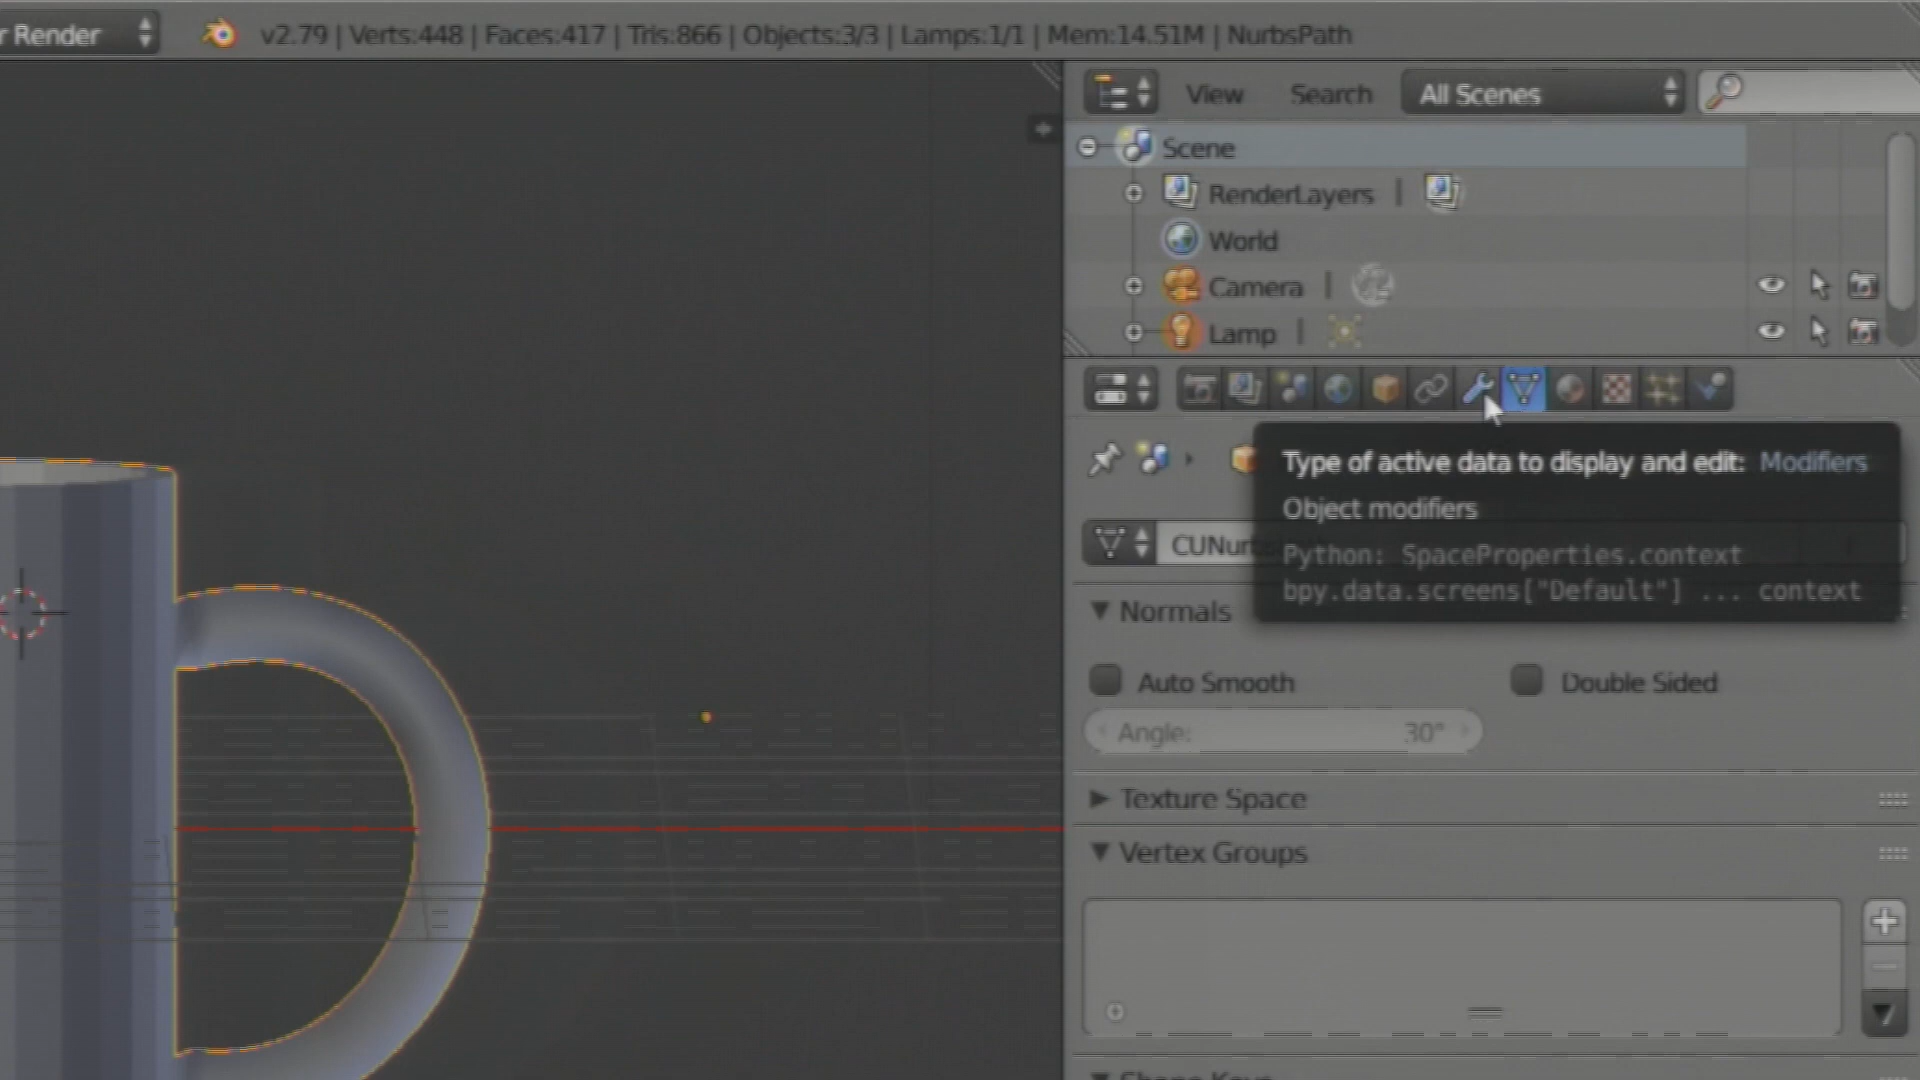 r Render v2.79 | Verts:448 | Faces:417 | Tris:866 | Objects:3/3 | Lamps:1/1 | Mem:14.51M | NurbsPath
View Search All Scenes
Scene
RenderLayers |
World
Camera |
Lamp |
Type of active data to display and edit: Modifiers
Object modifiers
CUNur
Python: SpaceProperties.context
bpy.data.screens["Default"] ... context
Normals
Auto Smooth Double Sided
Angle: 30°
Texture Space
Vertex Groups